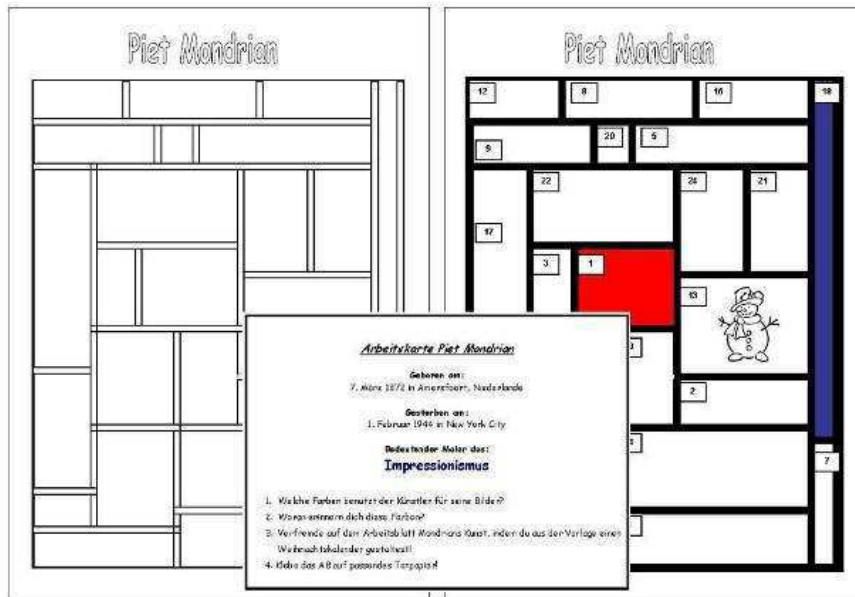 Piet Mondrian
Piet Mondrian
12
8
16
18
9
20
5
22
24
21
17
3
1
13
2
7
Arbeitskarte Piet Mondrian
Geboren am:
7. März 1872 in Amersfoort, Niederlande
Gestorben am:
1. Februar 1944 in New York City
Bedeutender Maler des:
Impressionismus
1. Welche Farben benutzt der Künstler für seine Bilder?
2. Woran erinnern dich diese Farben?
3. Verfremde auf dem Arbeitsblatt Mondrians Kunst, indem du aus der Vorlage einen
Weihnachtskalender gestaltest!
4. Klebe das AB auf passendes Tonpapier!